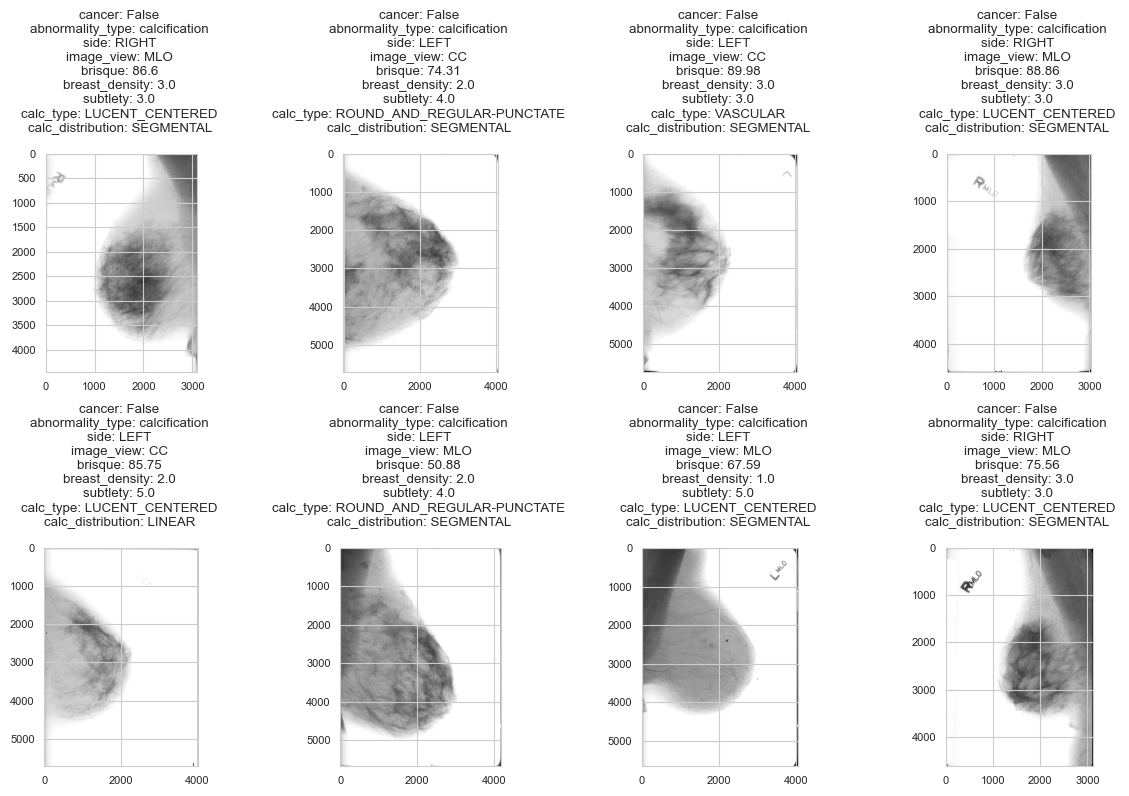 cancer: False
abnormality_type: calcification
side: RIGHT
image_view: MLO
brisque: 86.6
breast_density: 3.0
subtlety: 3.0
calc_type: LUCENT_CENTERED
calc_distribution: SEGMENTAL
0
500
1000
1500
2000
2500
3000
3500
4000
0
1000
2000
3000
cancer: False
abnormality_type: calcification
side: LEFT
image_view: CC
brisque: 74.31
breast_density: 2.0
subtlety: 4.0
calc_type: ROUND_AND_REGULAR-PUNCTATE
calc_distribution: SEGMENTAL
0
1000
2000
3000
4000
5000
0
2000
4000
cancer: False
abnormality_type: calcification
side: LEFT
image_view: CC
brisque: 89.98
breast_density: 3.0
subtlety: 3.0
calc_type: VASCULAR
calc_distribution: SEGMENTAL
0
1000
2000
3000
4000
5000
0
2000
4000
cancer: False
abnormality_type: calcification
side: RIGHT
image_view: MLO
brisque: 88.86
breast_density: 3.0
subtlety: 3.0
calc_type: LUCENT_CENTERED
calc_distribution: SEGMENTAL
R MLO
0
1000
2000
3000
4000
0
1000
2000
3000
cancer: False
abnormality_type: calcification
side: LEFT
image_view: CC
brisque: 85.75
breast_density: 2.0
subtlety: 5.0
calc_type: LUCENT_CENTERED
calc_distribution: LINEAR
0
1000
2000
3000
4000
5000
0
2000
4000
cancer: False
abnormality_type: calcification
side: LEFT
image_view: MLO
brisque: 50.88
breast_density: 2.0
subtlety: 4.0
calc_type: ROUND_AND_REGULAR-PUNCTATE
calc_distribution: SEGMENTAL
0
1000
2000
3000
4000
5000
0
2000
4000
cancer: False
abnormality_type: calcification
side: LEFT
image_view: MLO
brisque: 67.59
breast_density: 1.0
subtlety: 5.0
calc_type: LUCENT_CENTERED
calc_distribution: SEGMENTAL
L MLO
0
1000
2000
3000
4000
5000
0
2000
4000
cancer: False
abnormality_type: calcification
side: RIGHT
image_view: MLO
brisque: 75.56
breast_density: 3.0
subtlety: 3.0
calc_type: LUCENT_CENTERED
calc_distribution: SEGMENTAL
R MLO
0
1000
2000
3000
4000
0
1000
2000
3000